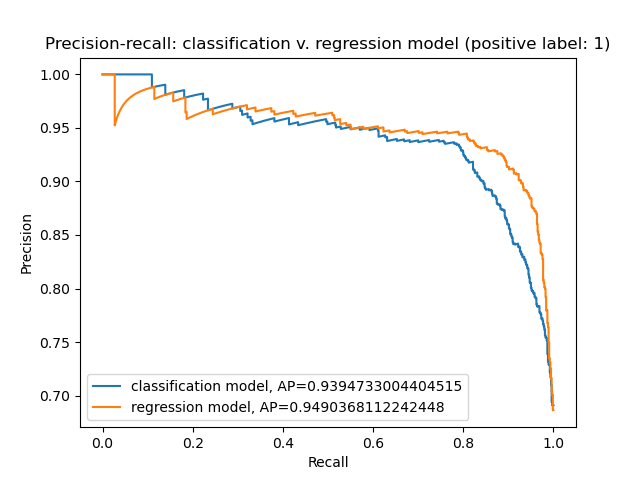 Precision-recall: classification v. regression model (positive label: 1)
1.00
0.95
0.90
0.85
0.80
0.75
0.70
Precision
classification model, AP=0.9394733004404515
regression model, AP=0.9490368112242448
0.0 0.2 0.4 0.6 0.8 1.0
Recall